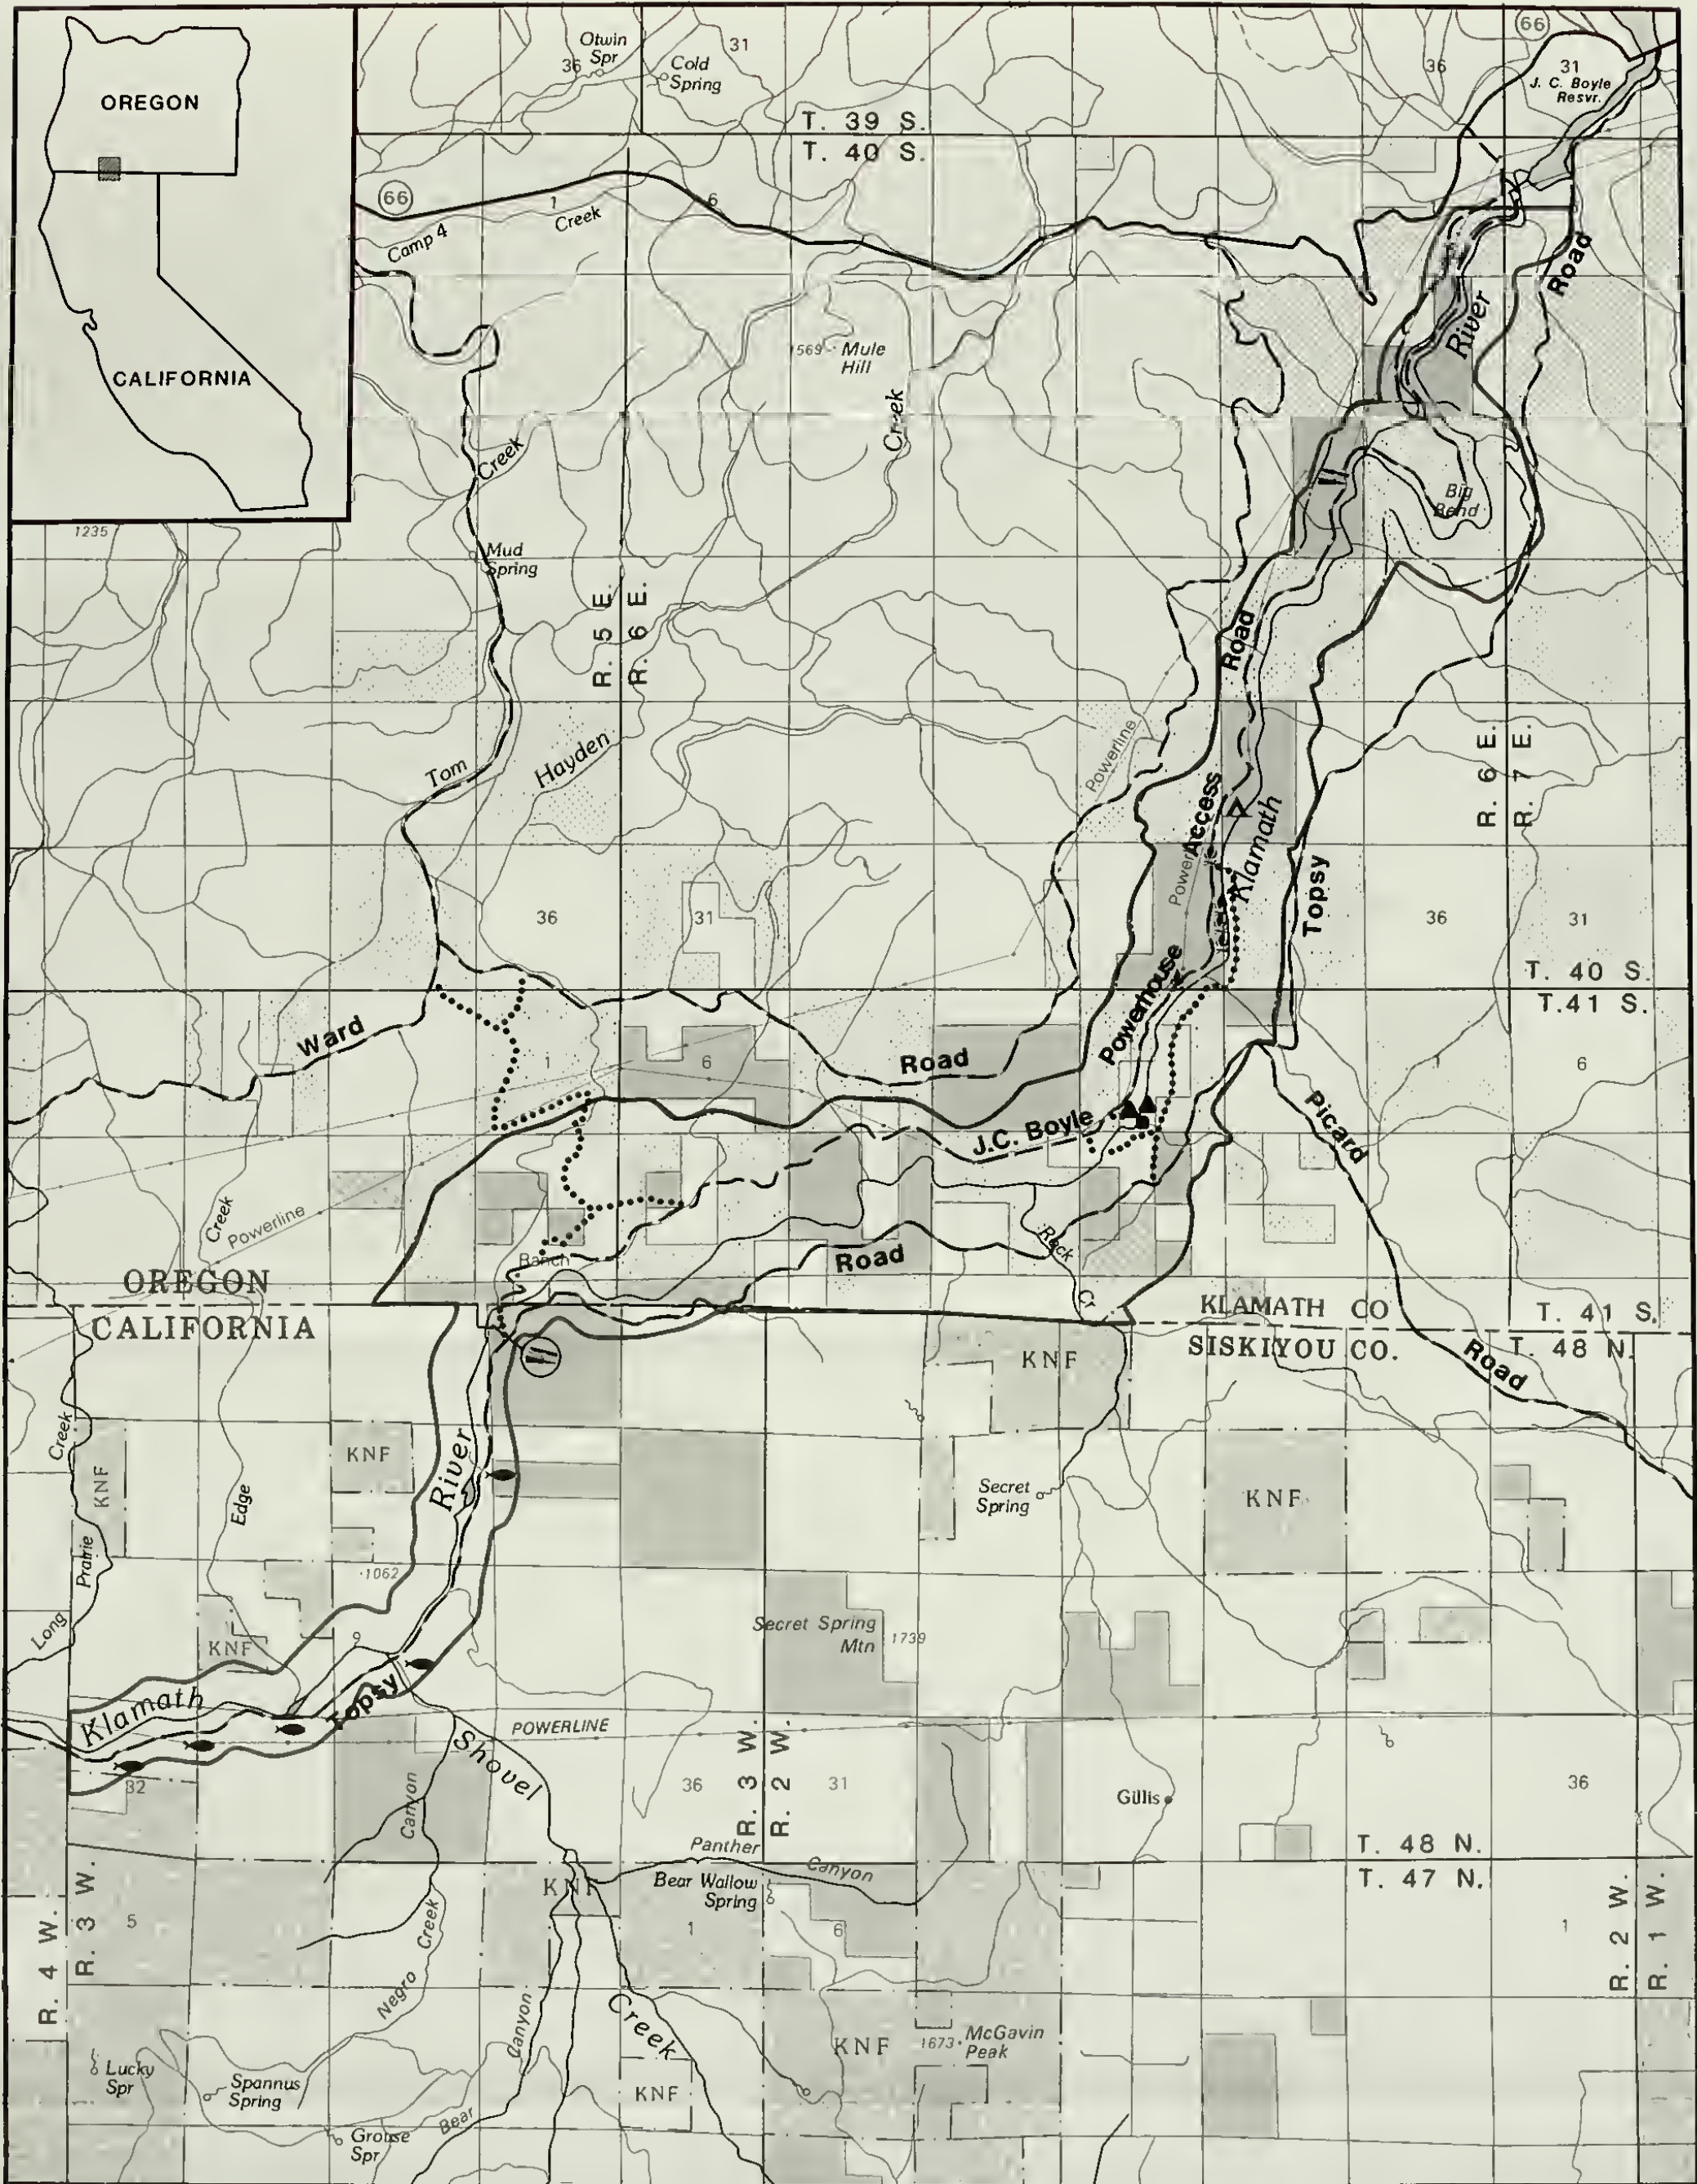 OREGON
CALIFORNIA
Otwin
Spr
36
31
Cold
Spring
T. 39 S.
T. 40 S.
66
36
31
J. C. Boyle
Resvr.
66
1
6
Camp 4
Creek
Road
River
1569
Mule
Hill
Creek
Creek
Big
Bend
1235
Mud
Spring
R. 5 E.
R. 6 E.
Road
Tom
Hayden
Powerline
R. 6 E.
R. 7 E.
Access
Klamath
Topsy
36
31
36
31
T. 40 S.
T.41 S.
Ward
1
6
Road
Powerhouse
1
6
J.C. Boyle
Picard
Creek
Powerline
Ranch
Road
Rock
Cr
OREGON
CALIFORNIA
KLAMATH CO
SISKIYOU CO.
T. 41 S.
T. 48 N.
Road
KNF
Creek
KNF
KNF
River
Edge
Secret
Spring
KNF
Prairie
1062
Long
KNF
9
Secret Spring
Mtn
1739
Klamath
Topsy
POWERLINE
Shovel
32
Canyon
36
R. 3 W.
R. 2 W.
31
Gillis
36
T. 48 N.
T. 47 N.
Panther
Canyon
Bear Wallow
Spring
KNF
R. 4 W.
R. 3 W.
5
Creek
1
6
1
R. 2 W.
R. 1 W.
Negro
Canyon
Creek
KNF
1673
McGavin
Peak
KNF
Lucky
Spr
Spannus
Spring
Grouse
Spr
Bear